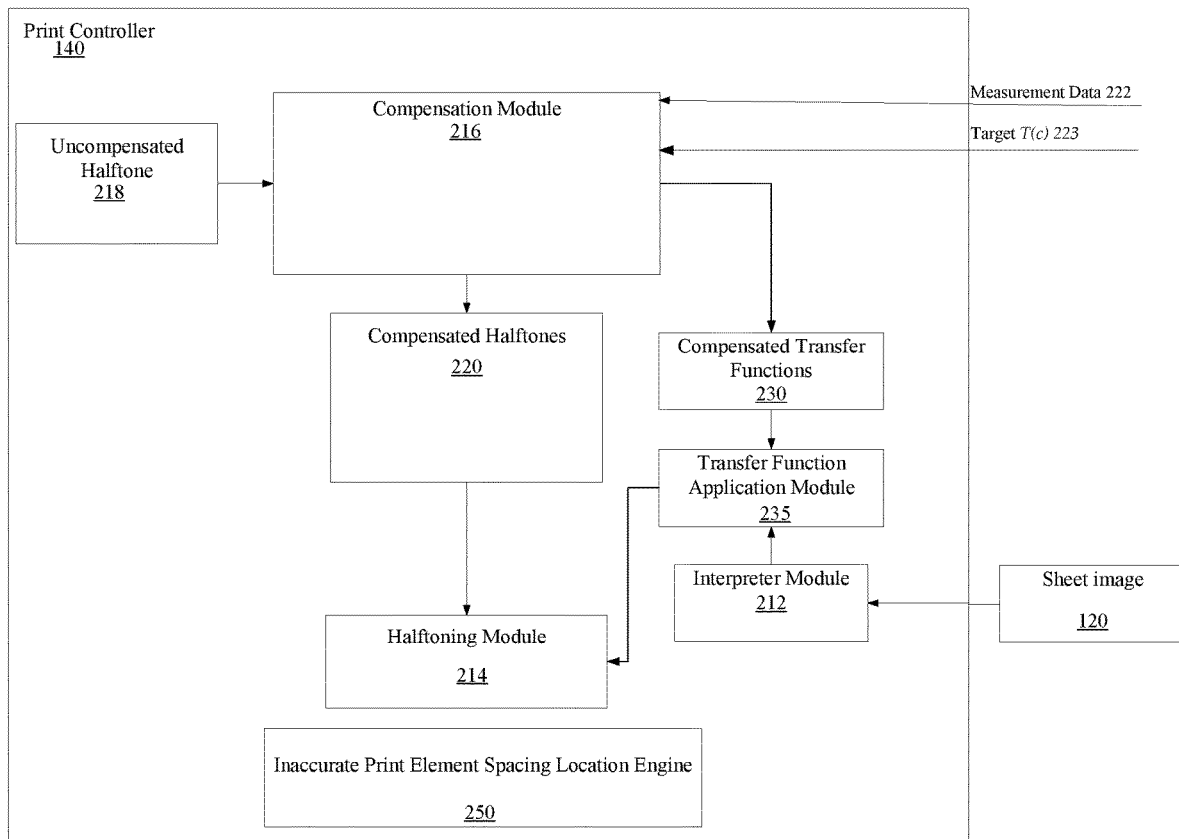 Print Controller
140
Compensation Module
216
Measurement Data 222
Target T(c) 223
Uncompensated
Halftone
218
Compensated Halftones
220
Compensated Transfer
Functions
230
Transfer Function
Application Module
235
Interpreter Module
212
Sheet image
120
Halftoning Module
214
Inaccurate Print Element Spacing Location Engine
250